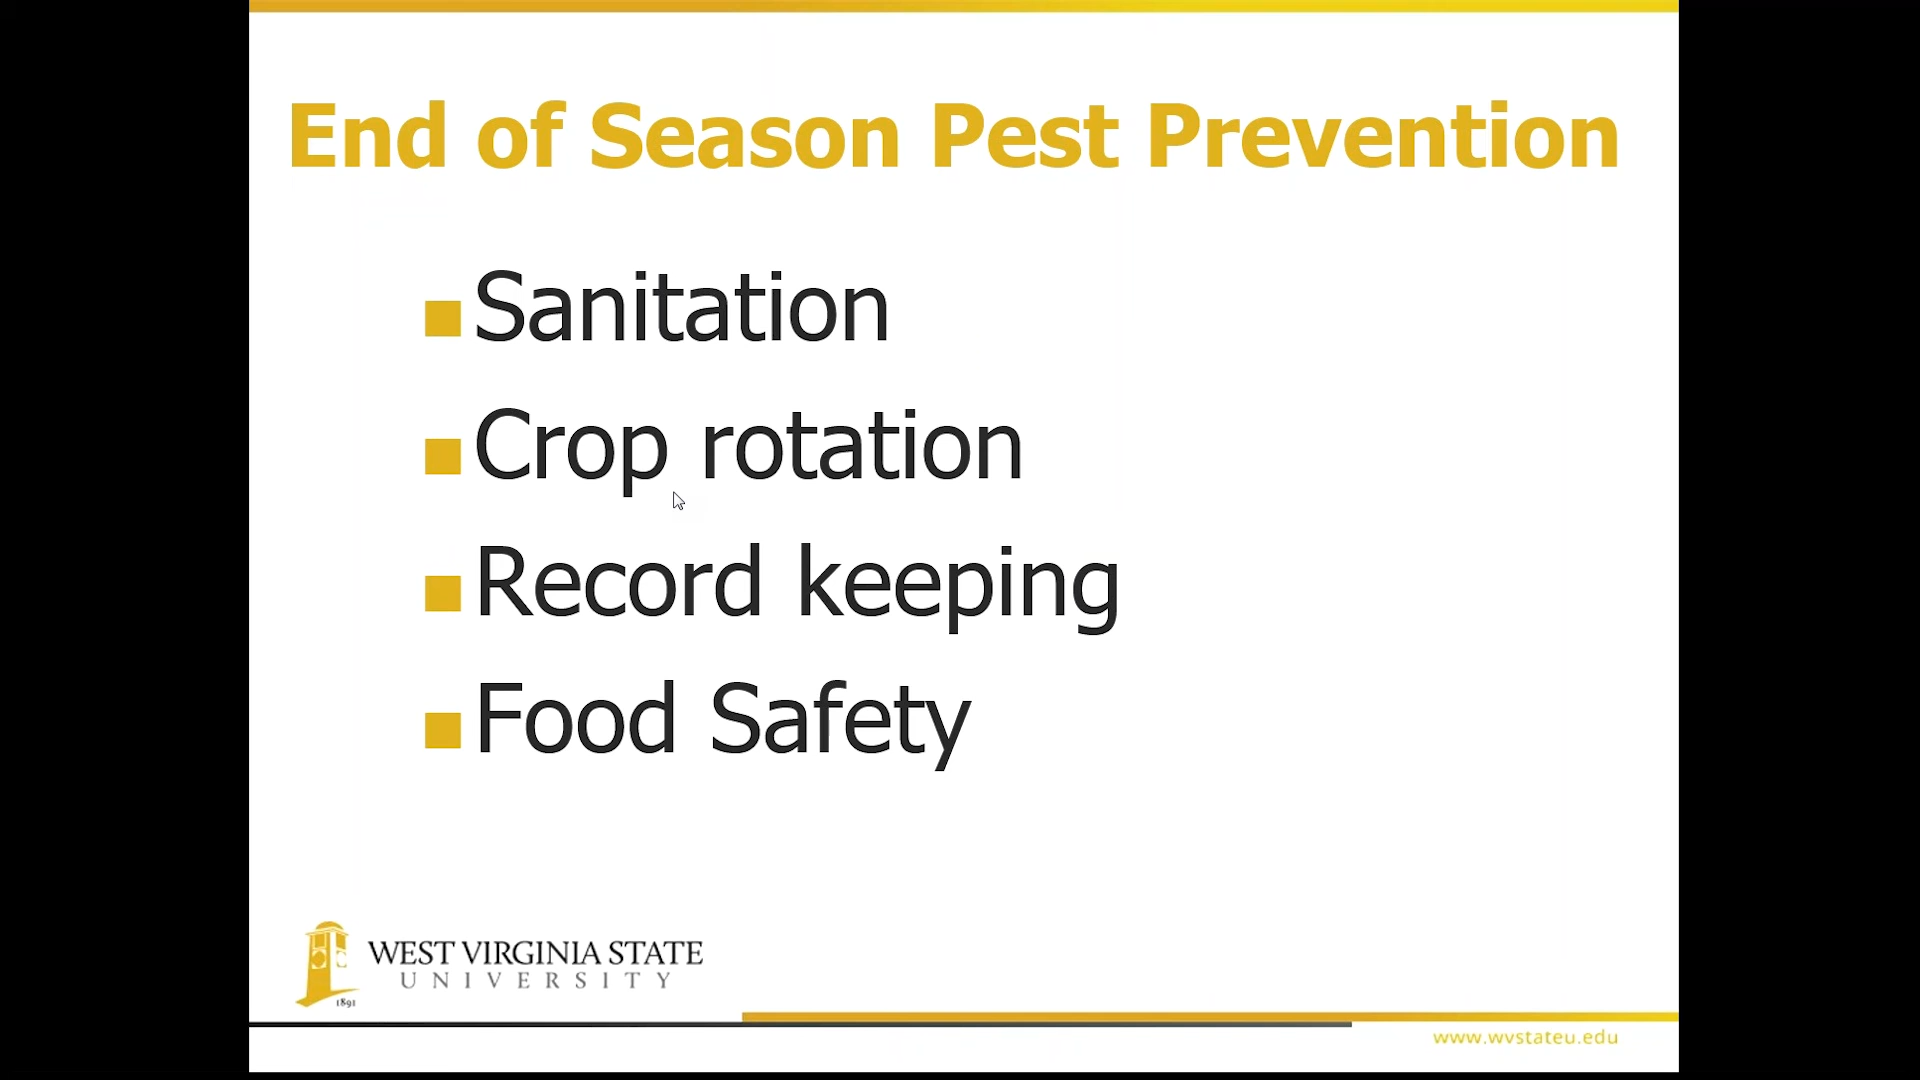 End of Season Pest Prevention
Sanitation
Crop rotation
Record keeping
Food Safety
WEST VIRGINIA STATE
UNIVERSITY
1891
www.wvstateu.edu